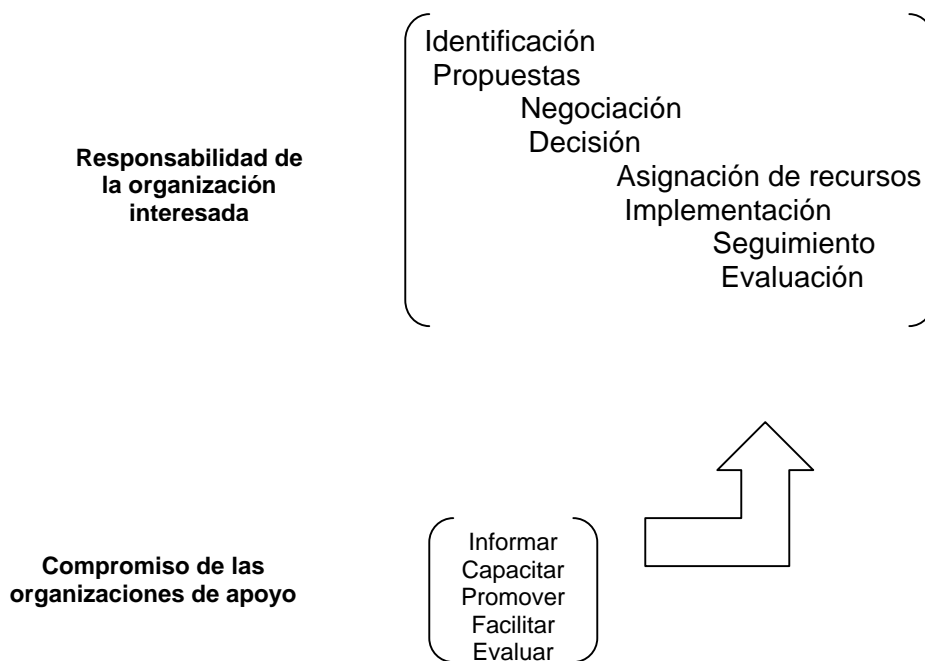 Identificación
Propuestas
Negociación
Decisión
Asignación de recursos
Implementación
Seguimiento
Evaluación
Responsabilidad de
la organización
interesada
Compromiso de las
organizaciones de apoyo
Informar
Capacitar
Promover
Facilitar
Evaluar